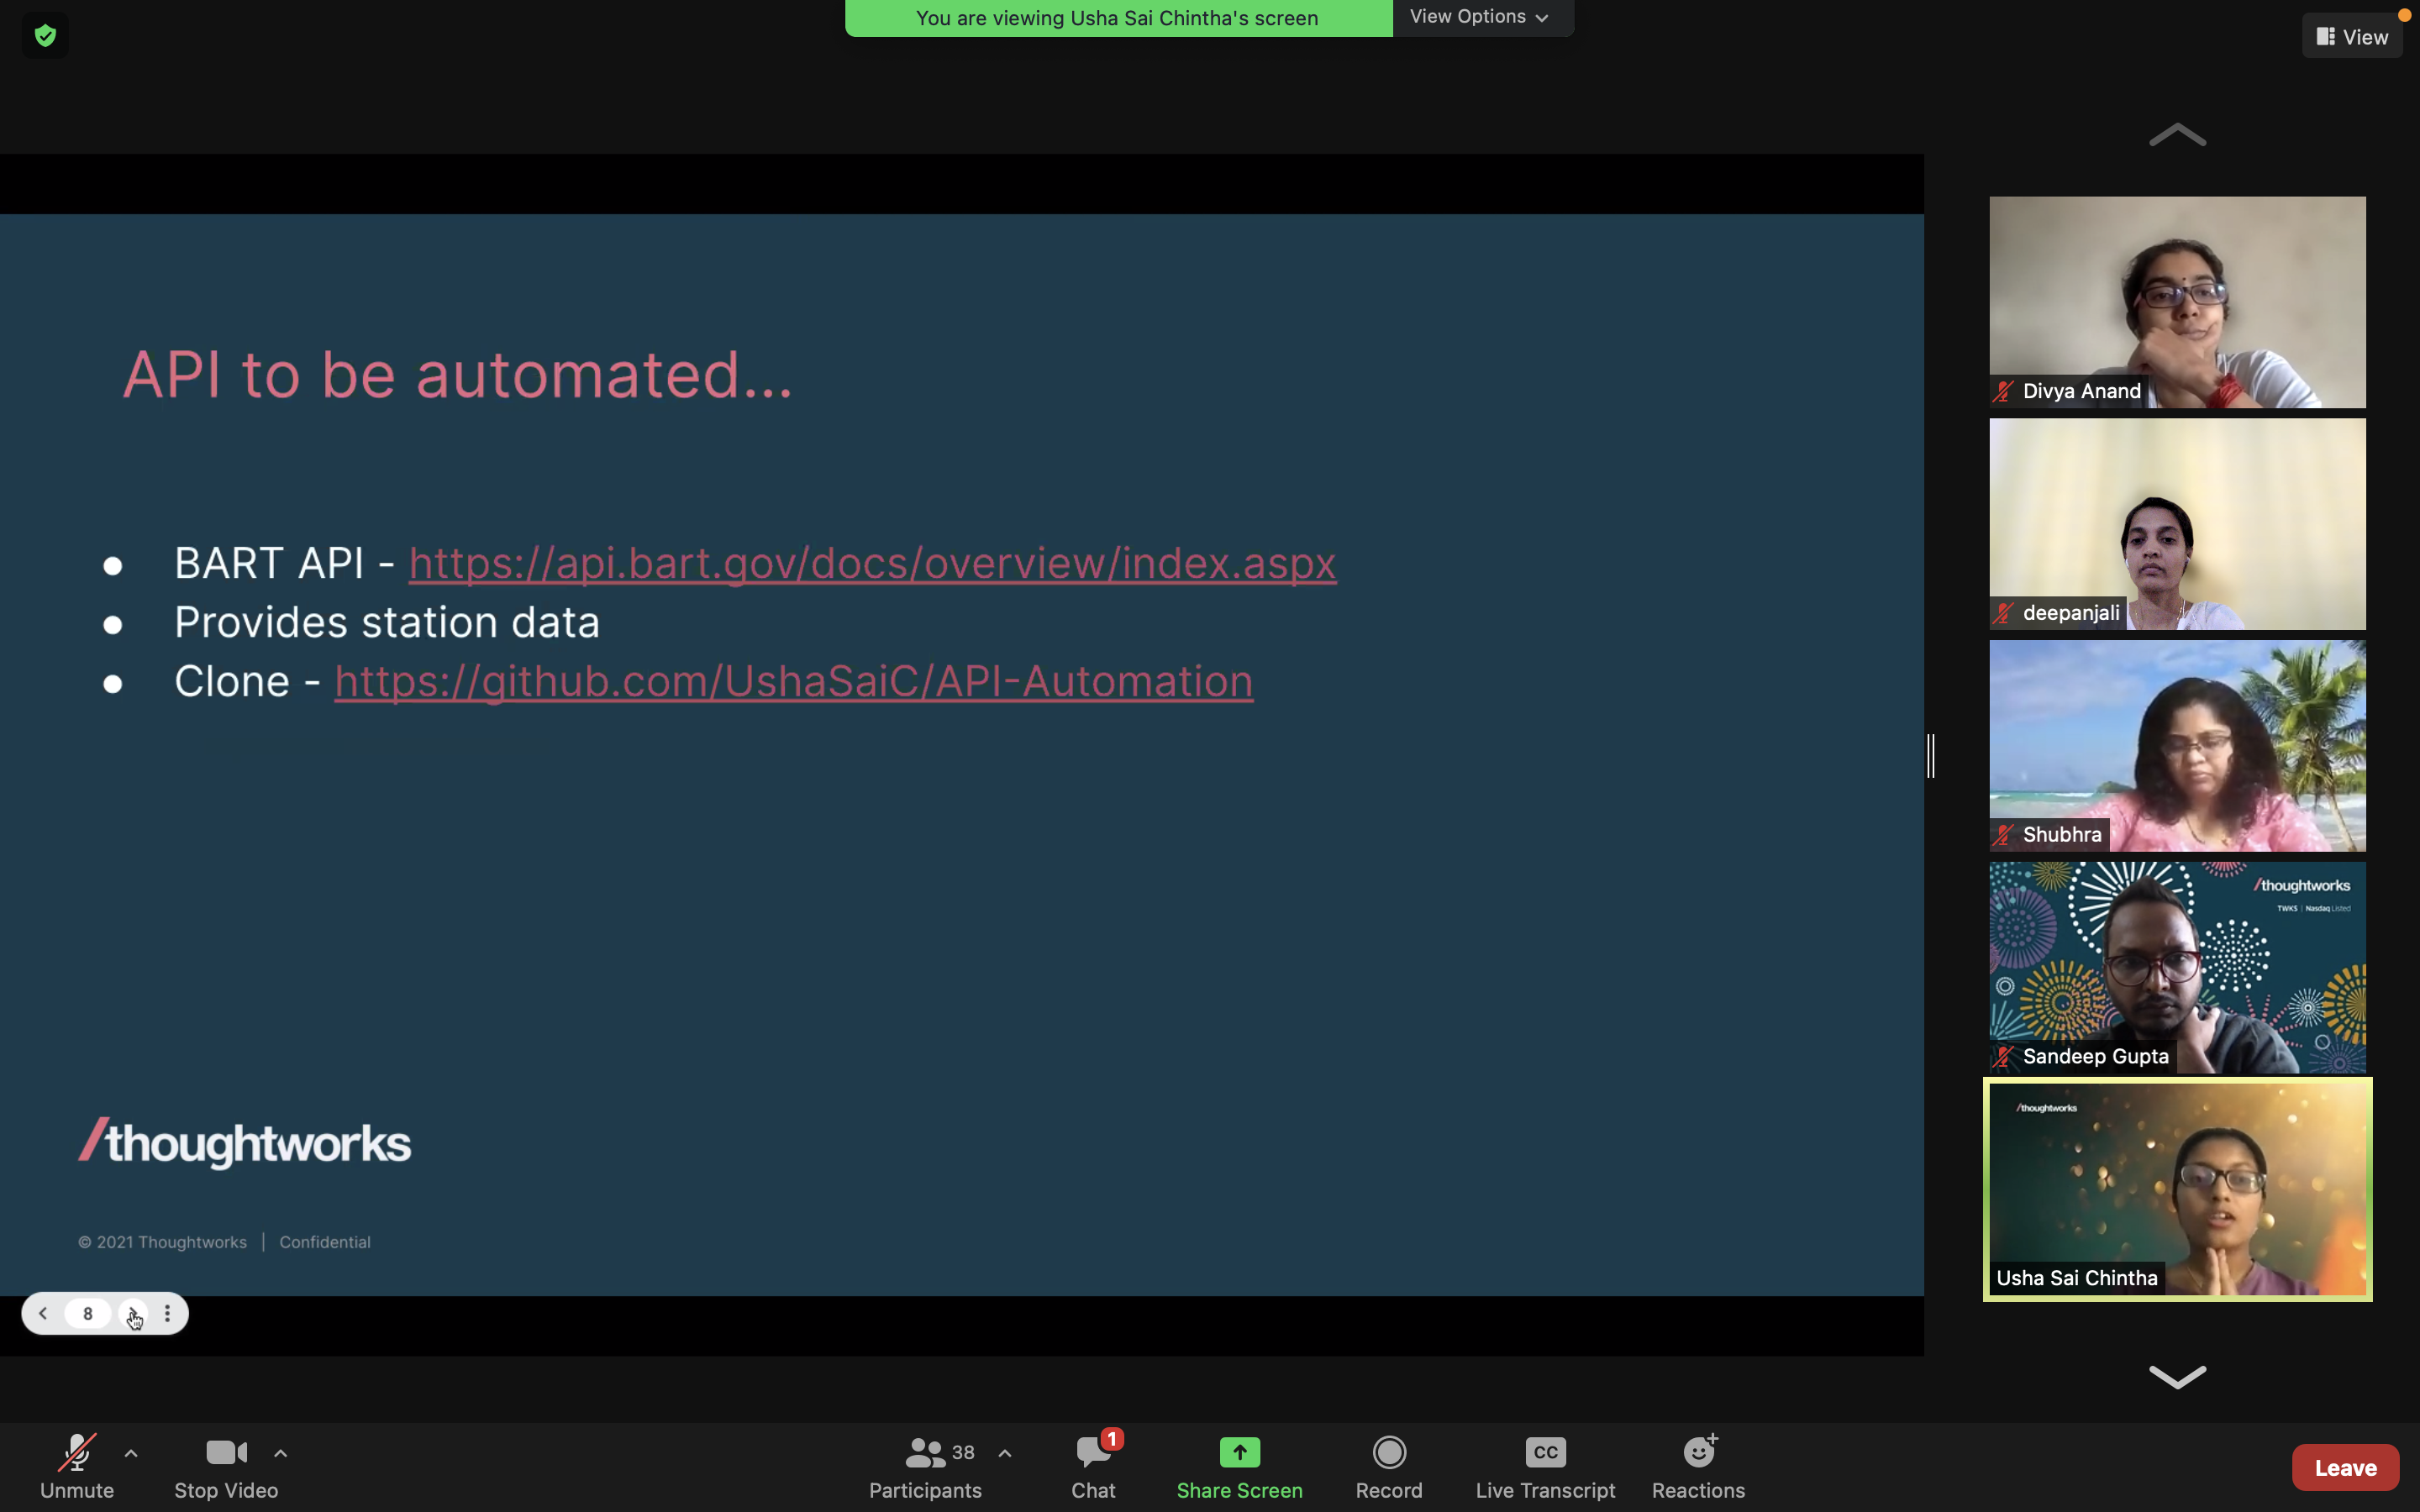 You are viewing Usha Sai Chintha's screen
View Options
View
API to be automated...
● BART API - https://api.bart.gov/docs/overview/index.aspx
● Provides station data
● Clone - https://github.com/UshaSaiC/API-Automation
/thoughtworks
© 2021 Thoughtworks | Confidential
8
Divya Anand
deepanjali
Shubhra
/thoughtworks
TWKS | Nasdaq Listed
Sandeep Gupta
/thoughtworks
Usha Sai Chintha
Unmute
Stop Video
38
Participants
1
Chat
Share Screen
Record
CC
Live Transcript
Reactions
Leave